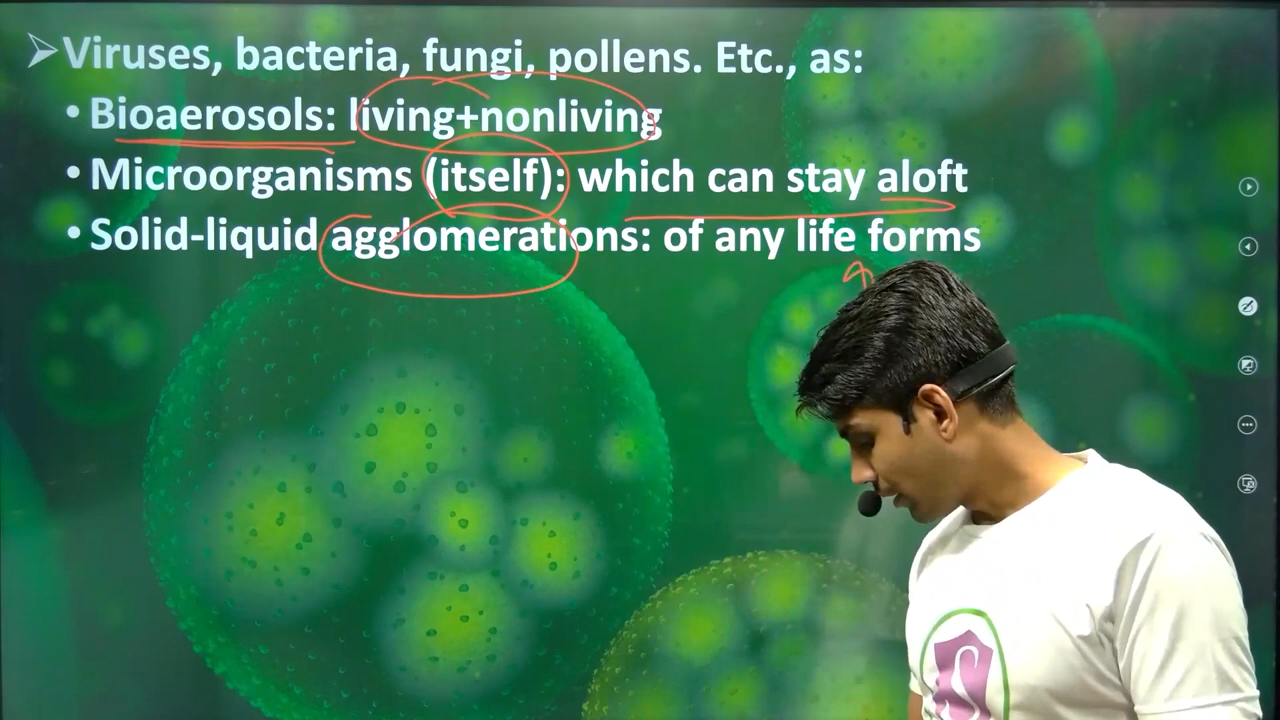 ➢Viruses, bacteria, fungi, pollens. Etc., as:
• Bioaerosols: living+nonliving
• Microorganisms (itself): which can stay aloft
• Solid-liquid agglomerations: of any life forms
S